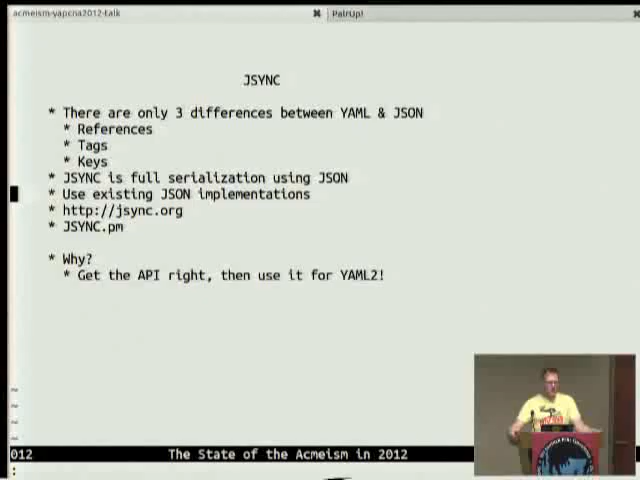 acmeism-yapcna2012-talk
PairUp!
JSYNC
* There are only 3 differences between YAML & JSON
* References
* Tags
* Keys
* JSYNC is full serialization using JSON
* Use existing JSON implementations
* http://jsync.org
* JSYNC.pm
* Why?
* Get the API right, then use it for YAML2!
~
~
~
~
012 The State of the Acmeism in 2012
: